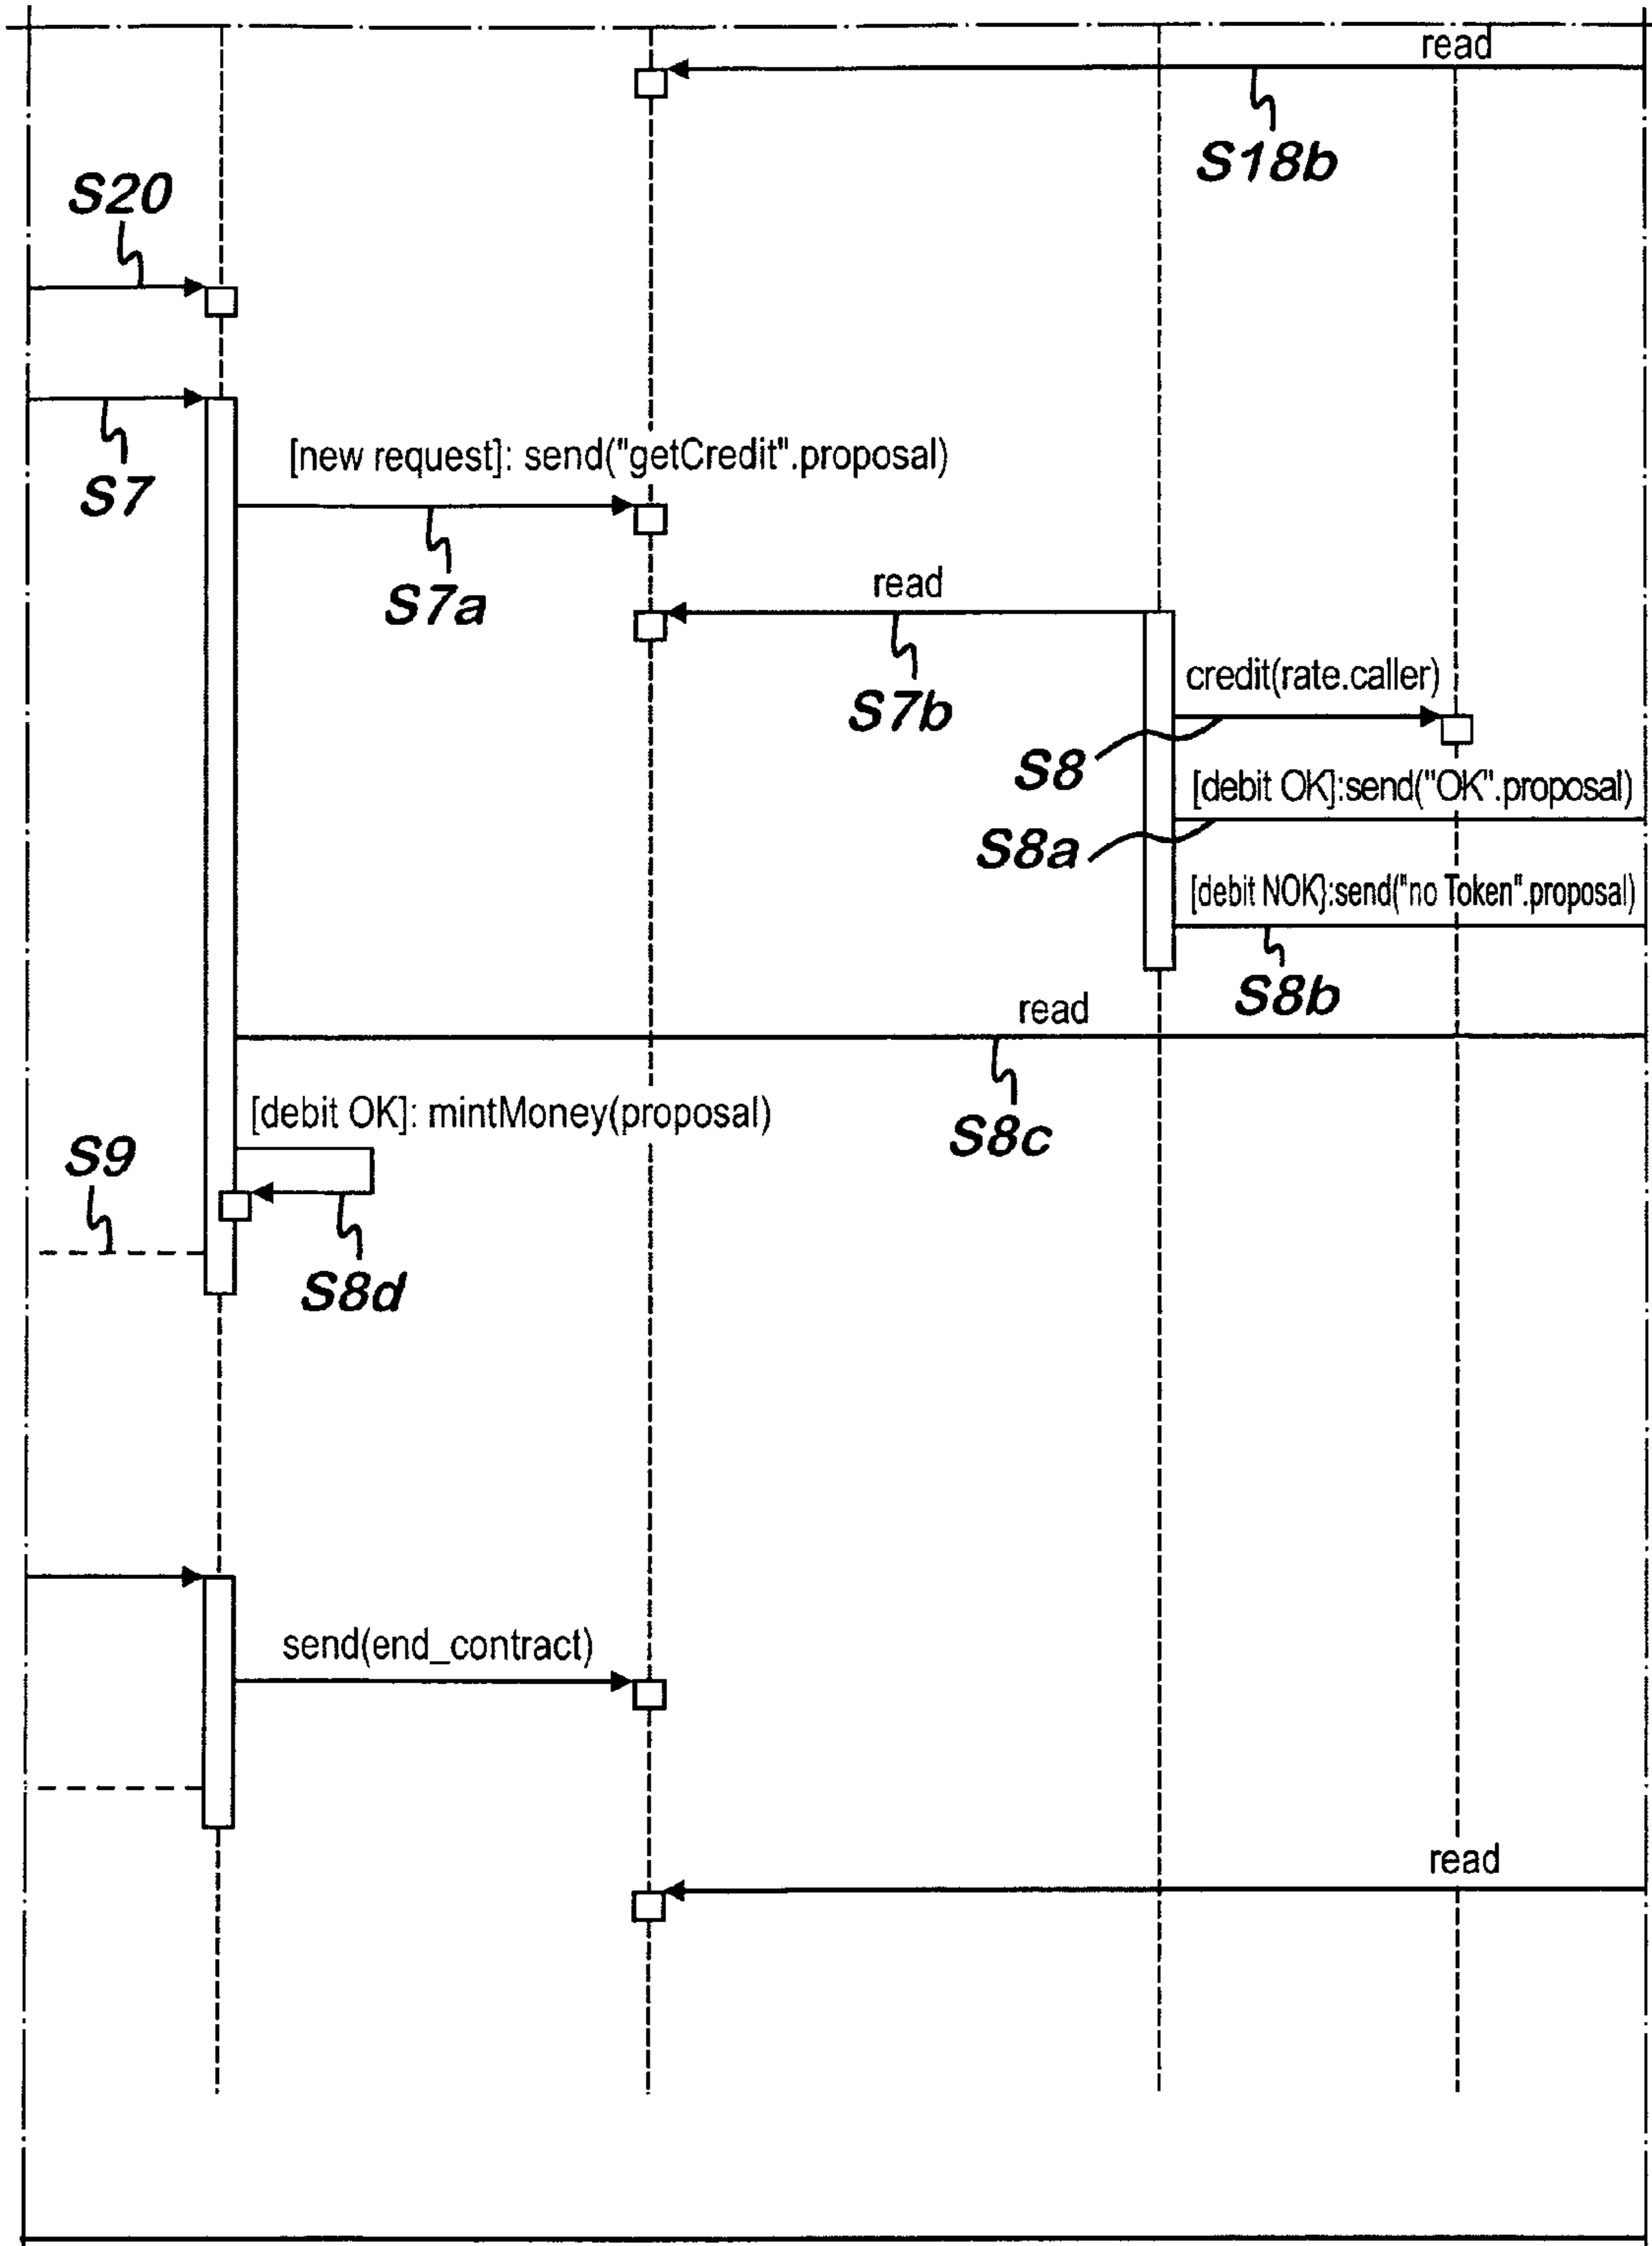 read
S18b
S20
S7
[new request]: send("getCredit".proposal)
S7a
read
S7b
credit(rate.caller)
S8
[debit OK]:send("OK".proposal)
S8a
[debit NOK}:send("no Token".proposal)
S8b
read
S8c
[debit OK]: mintMoney(proposal)
S9
S8d
send(end_contract)
read